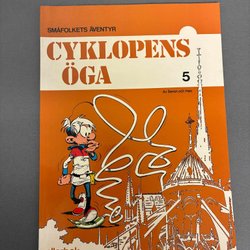 SMÅFOLKETS ÄVENTYR
CYKLOPENS
ÖGA
5
Av Seron och Hao